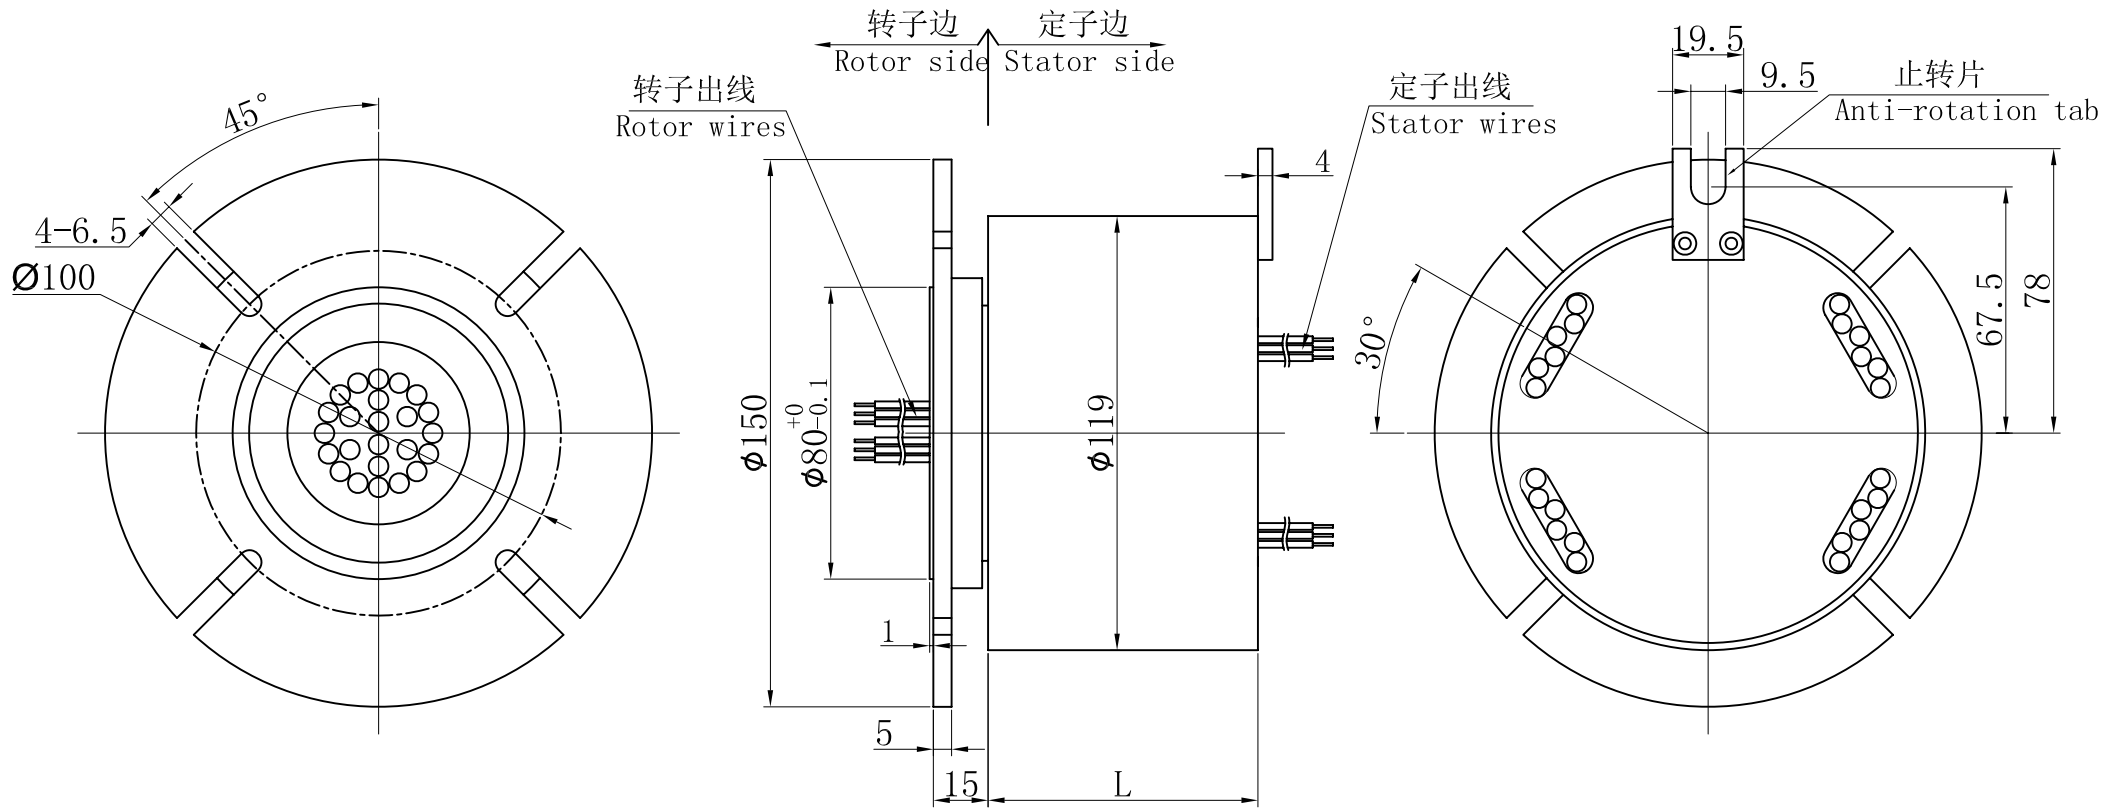 转子边
定子边
Rotor side
Stator side
转子出线
Rotor wires
定子出线
Stator wires
止转片
Anti-rotation tab
45°
4-6.5
Ø100
ϕ150
ϕ80 +0 -0.1
ϕ119
1
5
15
L
4
19.5
9.5
30°
67.5
78